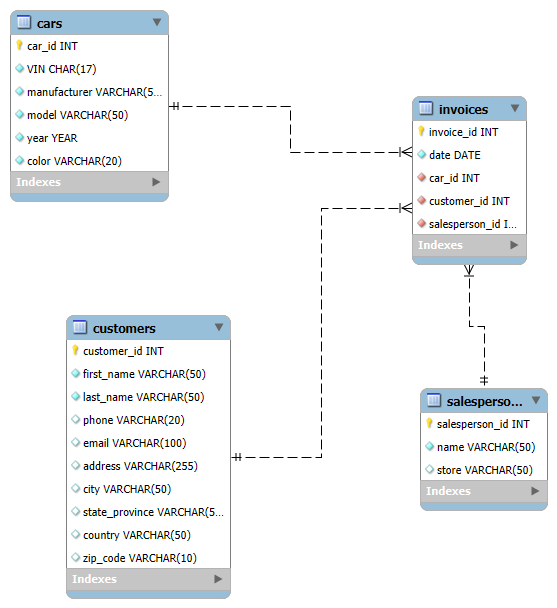 cars
car_id INT
VIN CHAR(17)
manufacturer VARCHAR(5...
model VARCHAR(50)
year YEAR
color VARCHAR(20)
Indexes
invoices
invoice_id INT
date DATE
car_id INT
customer_id INT
salesperson_id I...
Indexes
customers
customer_id INT
first_name VARCHAR(50)
last_name VARCHAR(50)
phone VARCHAR(20)
email VARCHAR(100)
address VARCHAR(255)
city VARCHAR(50)
state_province VARCHAR(5...
country VARCHAR(50)
zip_code VARCHAR(10)
Indexes
salesperso...
salesperson_id INT
name VARCHAR(50)
store VARCHAR(50)
Indexes